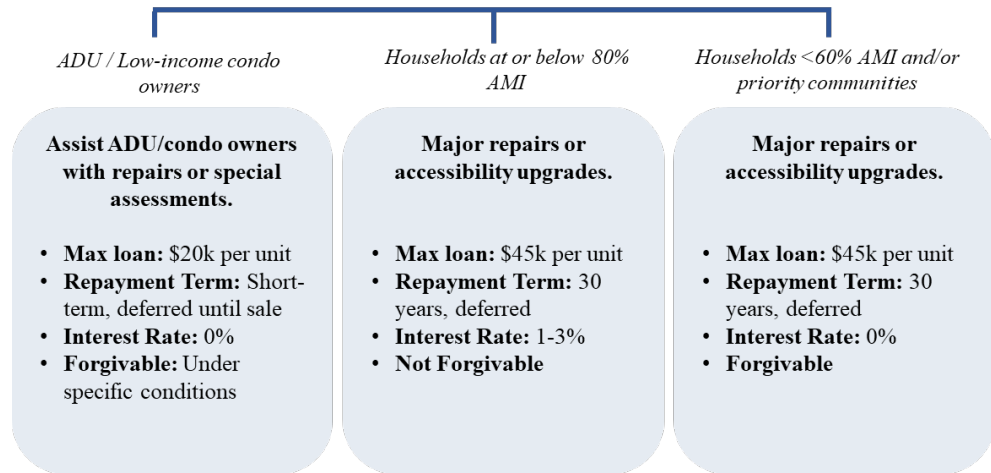 ADU / Low-income condo
owners
Assist ADU/condo owners
with repairs or special
assessments.
• Max loan: $20k per unit
• Repayment Term: Short-
term, deferred until sale
• Interest Rate: 0%
• Forgivable: Under
specific conditions
Households at or below 80%
AMI
Major repairs or
accessibility upgrades.
• Max loan: $45k per unit
• Repayment Term: 30
years, deferred
• Interest Rate: 1-3%
• Not Forgivable
Households <60% AMI and/or
priority communities
Major repairs or
accessibility upgrades.
• Max loan: $45k per unit
• Repayment Term: 30
years, deferred
• Interest Rate: 0%
• Forgivable